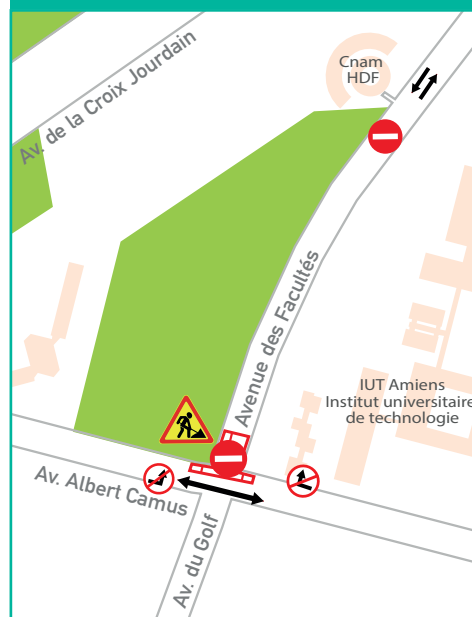 Cnam
HDF
Av. de la Croix Jourdain
Avenue des Facultés
IUT Amiens
Institut universitaire
de technologie
Av. Albert Camus
Av. du Golf